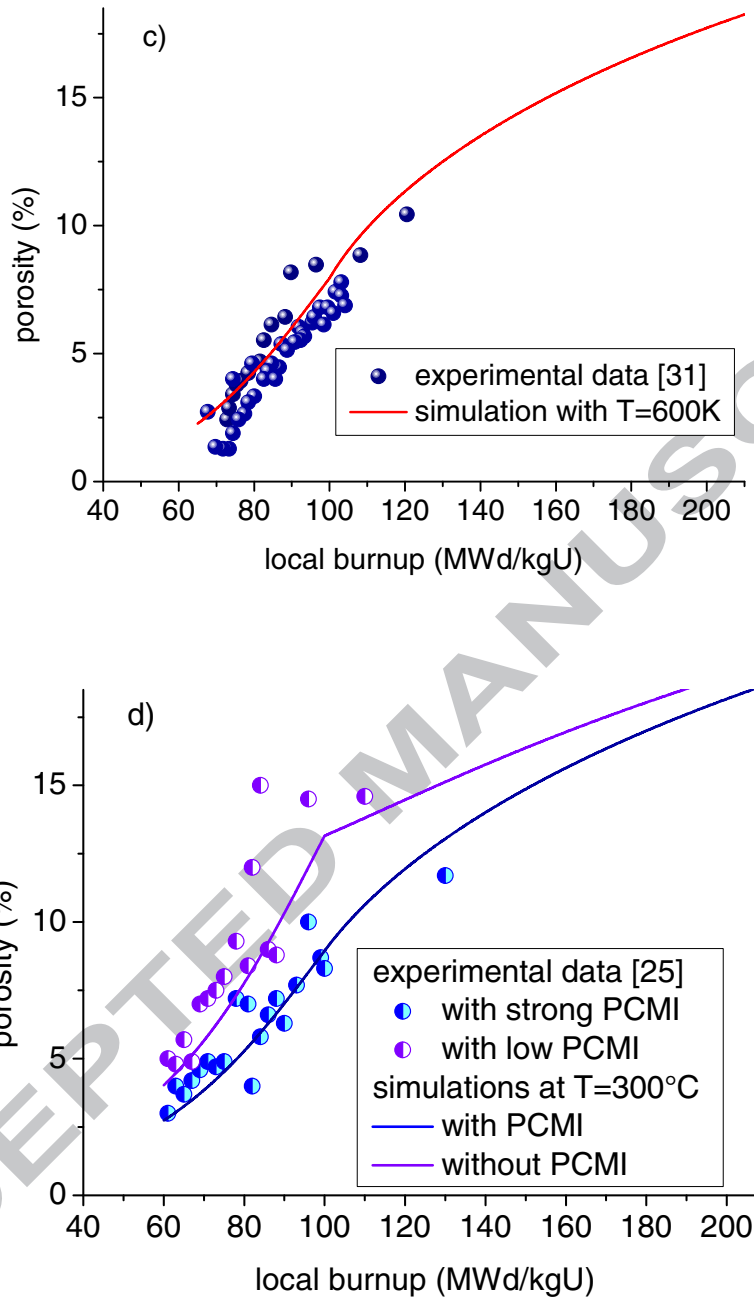 c)
15
10
5
0
porosity (%)
experimental data [31]
simulation with T=600K
40 60 80 100 120 140 160 180 200
local burnup (MWd/kgU)
EPTED MANUSC
d)
15
10
5
0
porosity (%)
experimental data [25]
with strong PCMI
with low PCMI
simulations at T=300°C
with PCMI
without PCMI
40 60 80 100 120 140 160 180 200
local burnup (MWd/kgU)